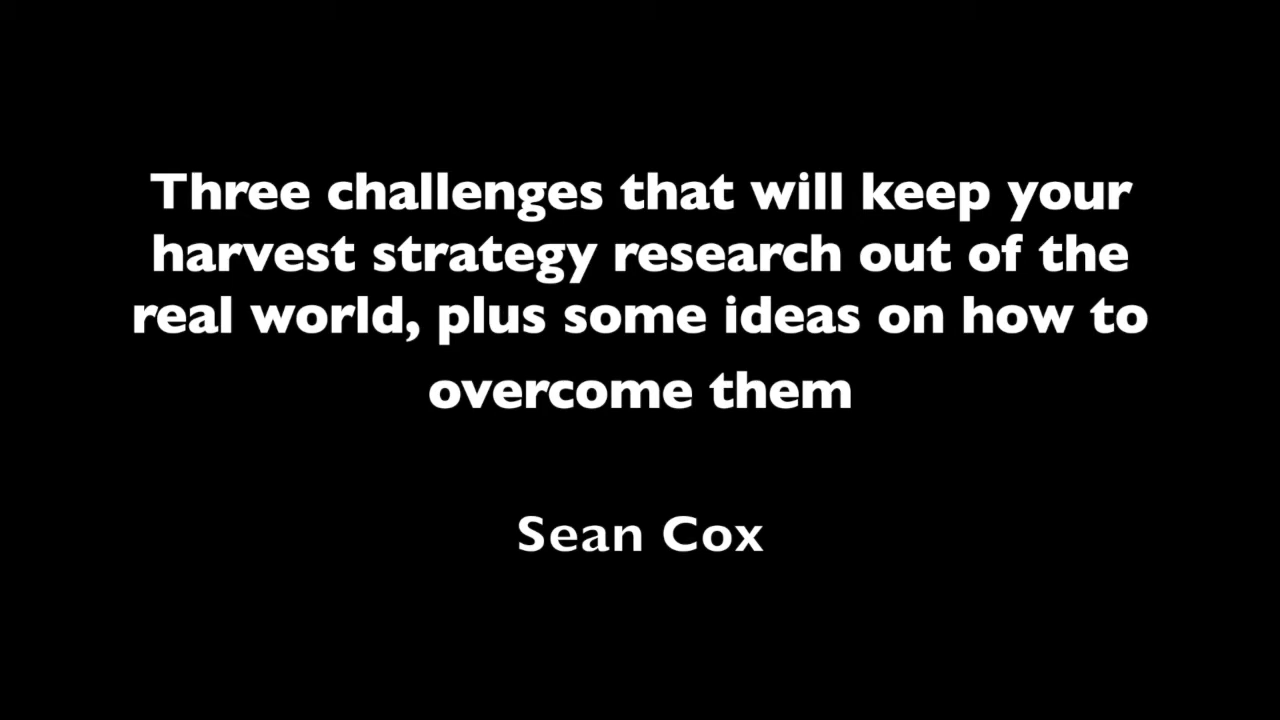 Three challenges that will keep your
harvest strategy research out of the
real world, plus some ideas on how to
overcome them
Sean Cox